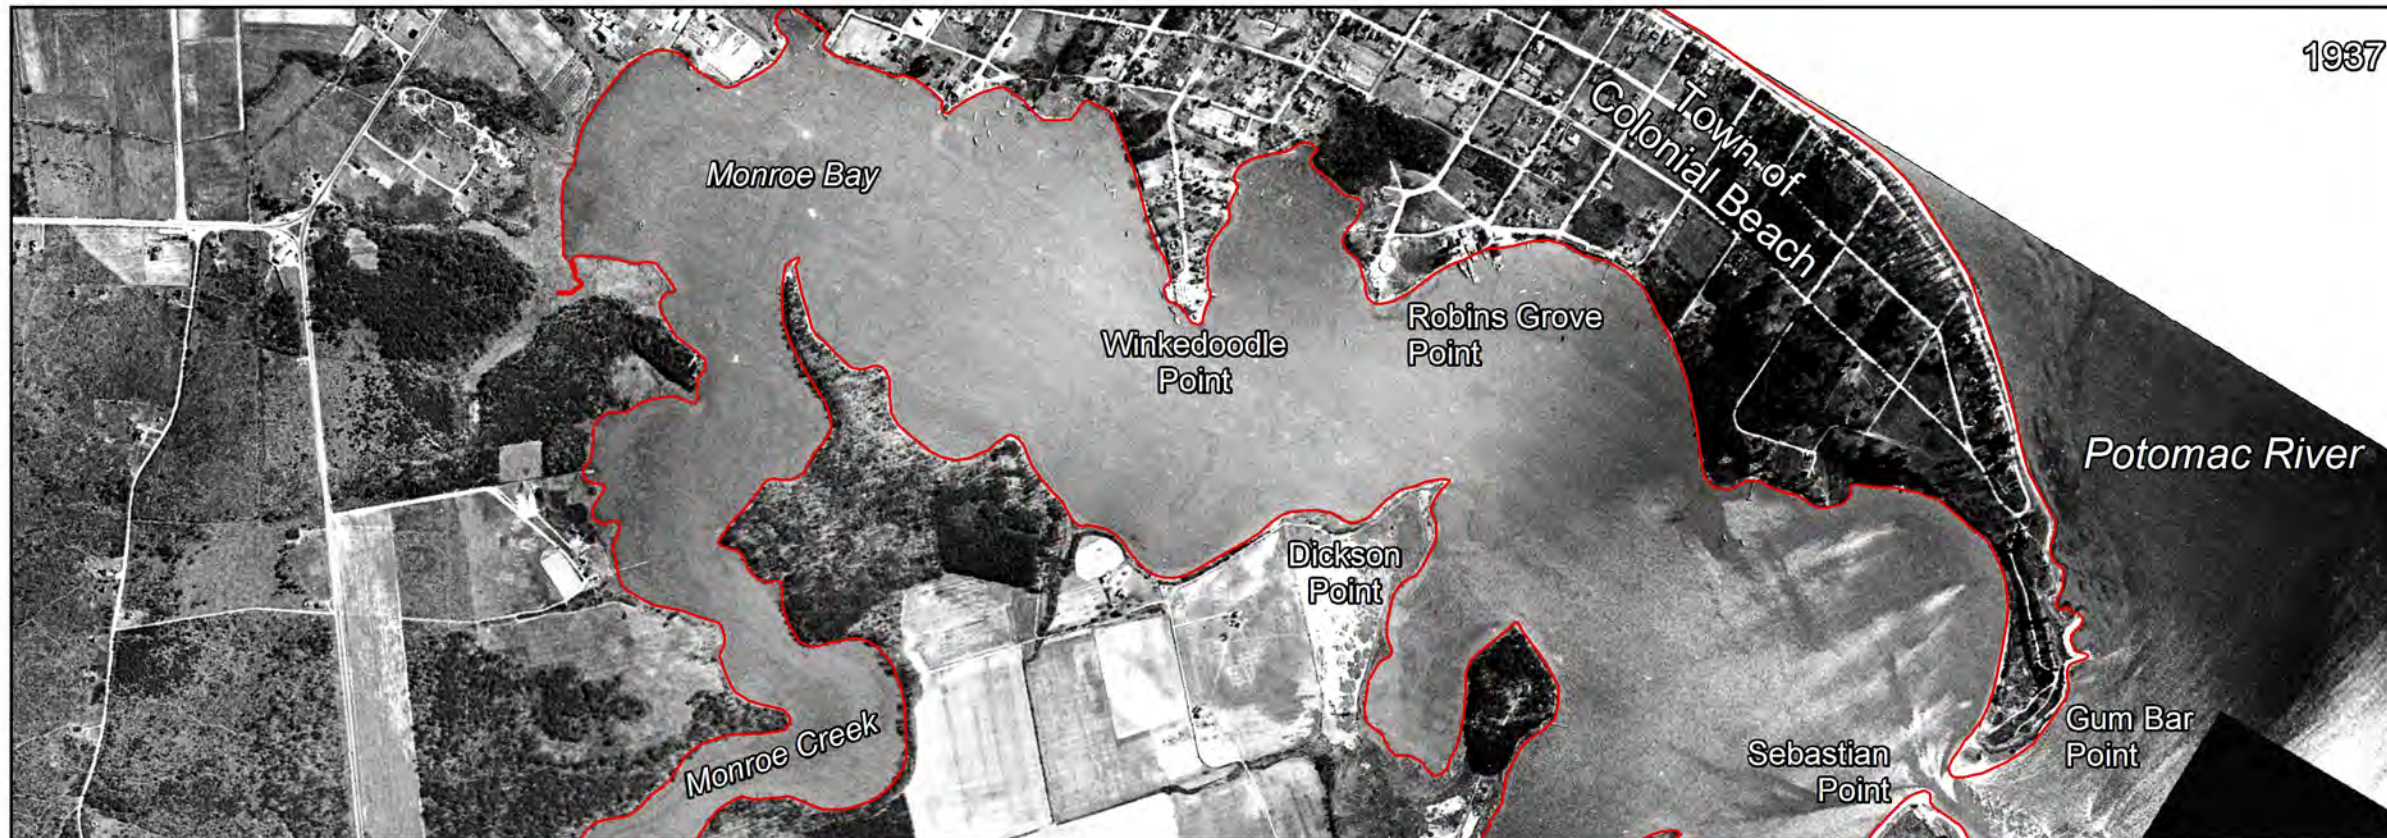 1937
Town of
Colonial Beach
Monroe Bay
Winkedoodle
Point
Robins Grove
Point
Potomac River
Dickson
Point
Gum Bar
Point
Sebastian
Point
Monroe Creek